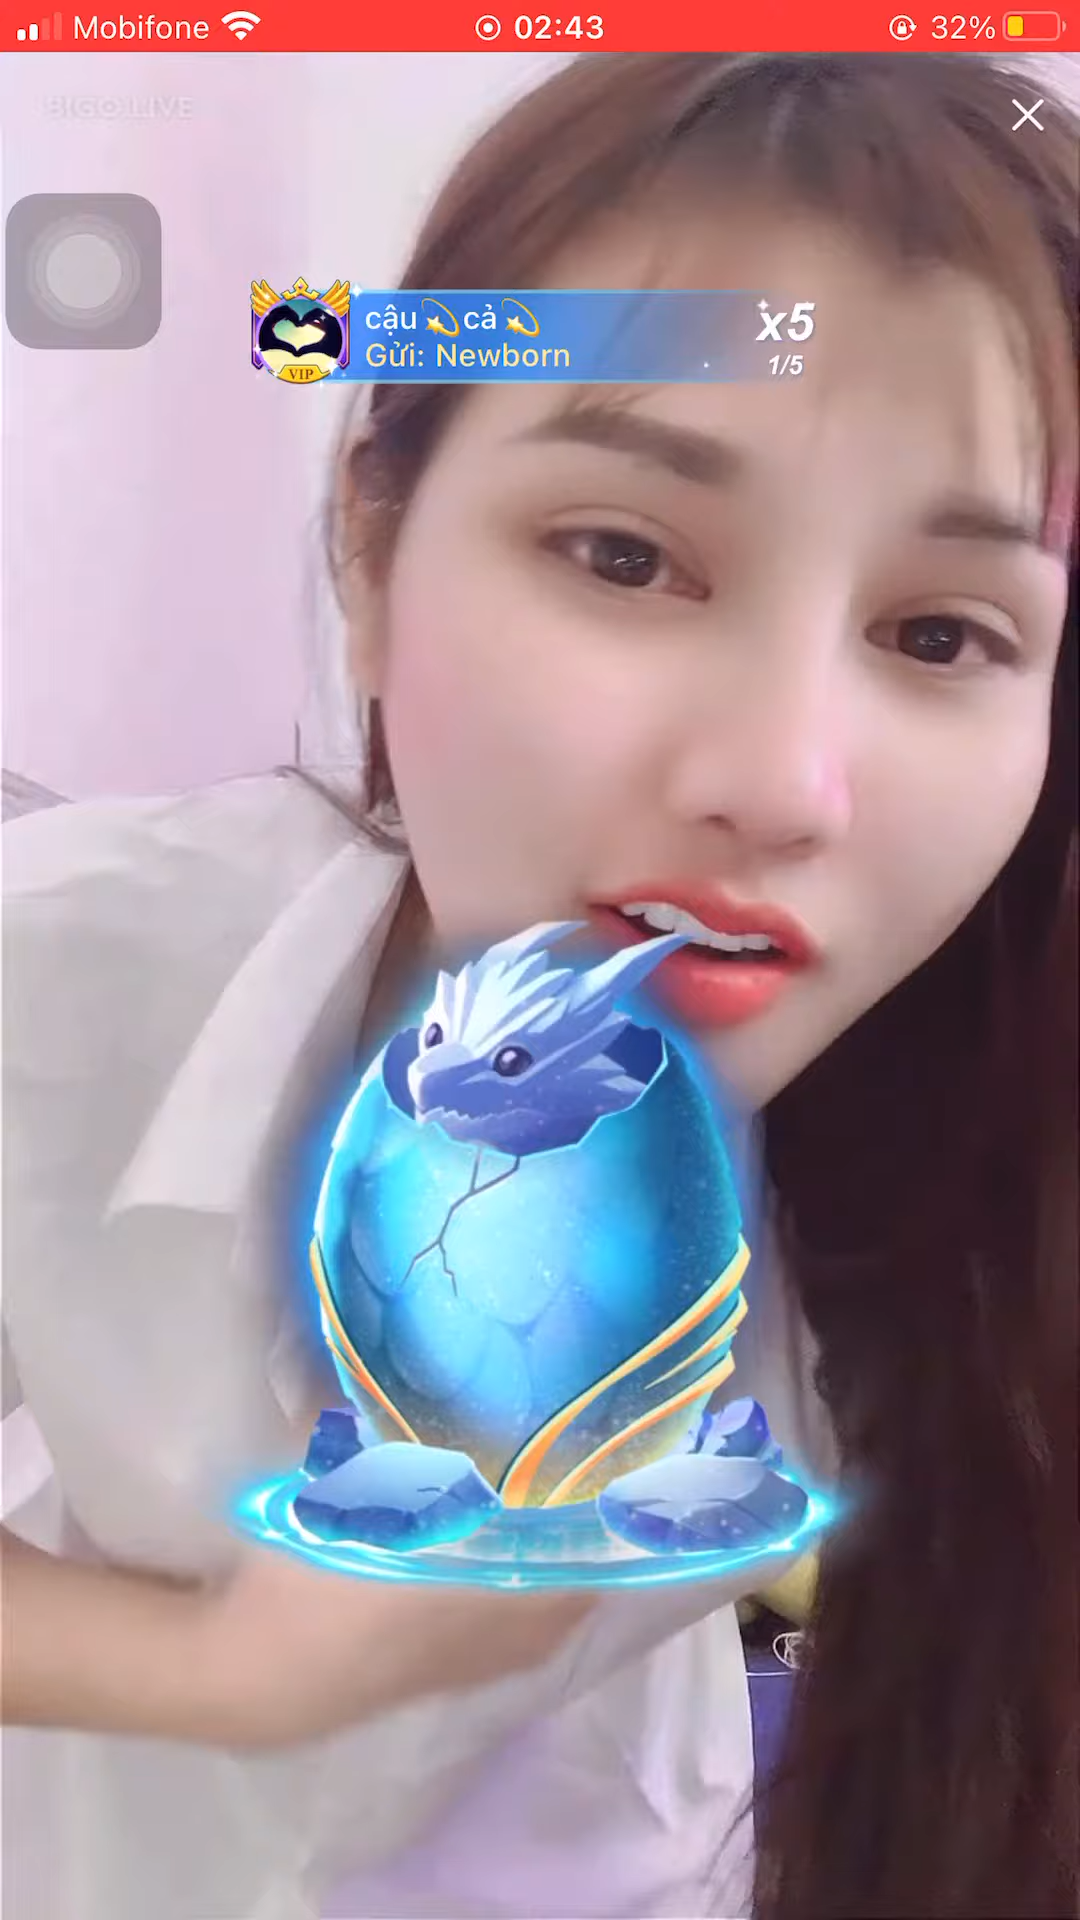 Mobifone 02:43 32%
BIGO LIVE
cậu💫cả💫
Gửi: Newborn
x5
1/5
VIP